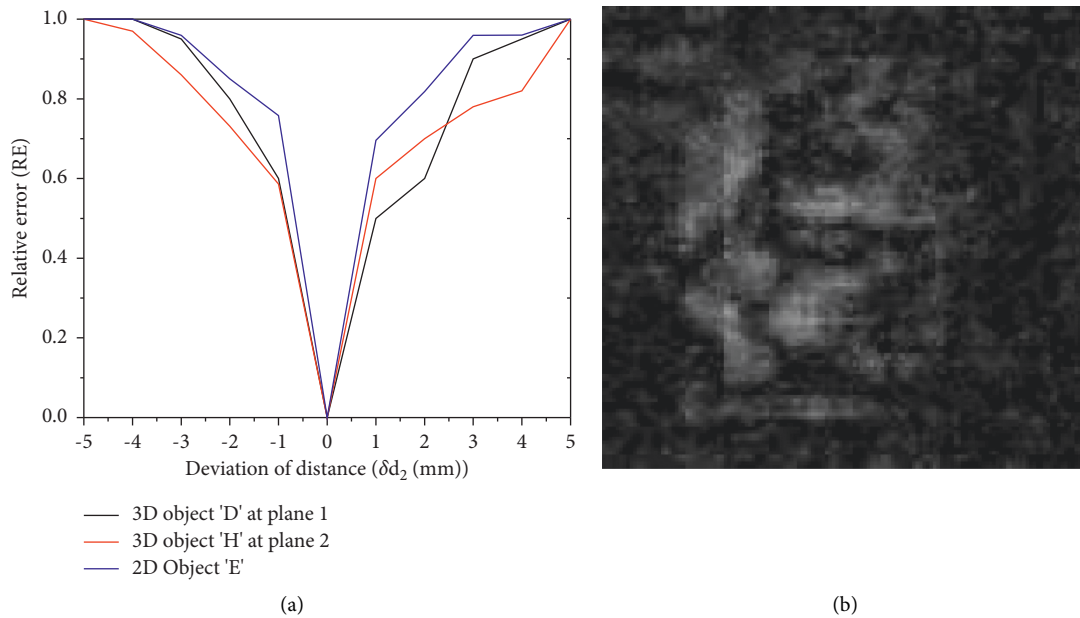 1.0
0.8
0.6
0.4
0.2
0.0
Relative error (RE)
-5 -4 -3 -2 -1 0 1 2 3 4 5
Deviation of distance (δd₂ (mm))
3D object 'D' at plane 1
3D object 'H' at plane 2
2D Object 'E'
(a)
(b)